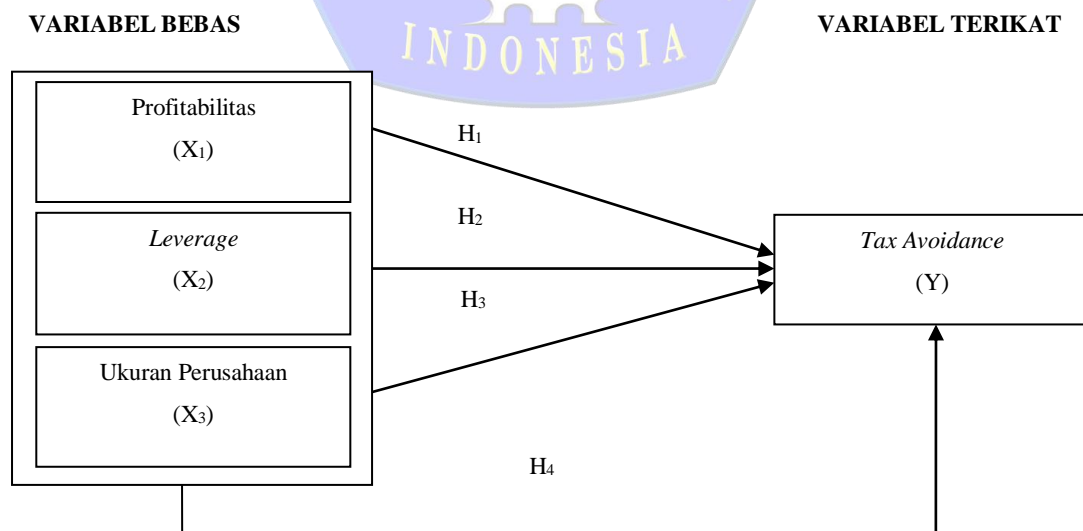 VARIABEL BEBAS
VARIABEL TERIKAT
INDONESIA
Profitabilitas
(X₁)
H₁
H₂
Leverage
(X₂)
Tax Avoidance
(Y)
H₃
Ukuran Perusahaan
(X₃)
H₄